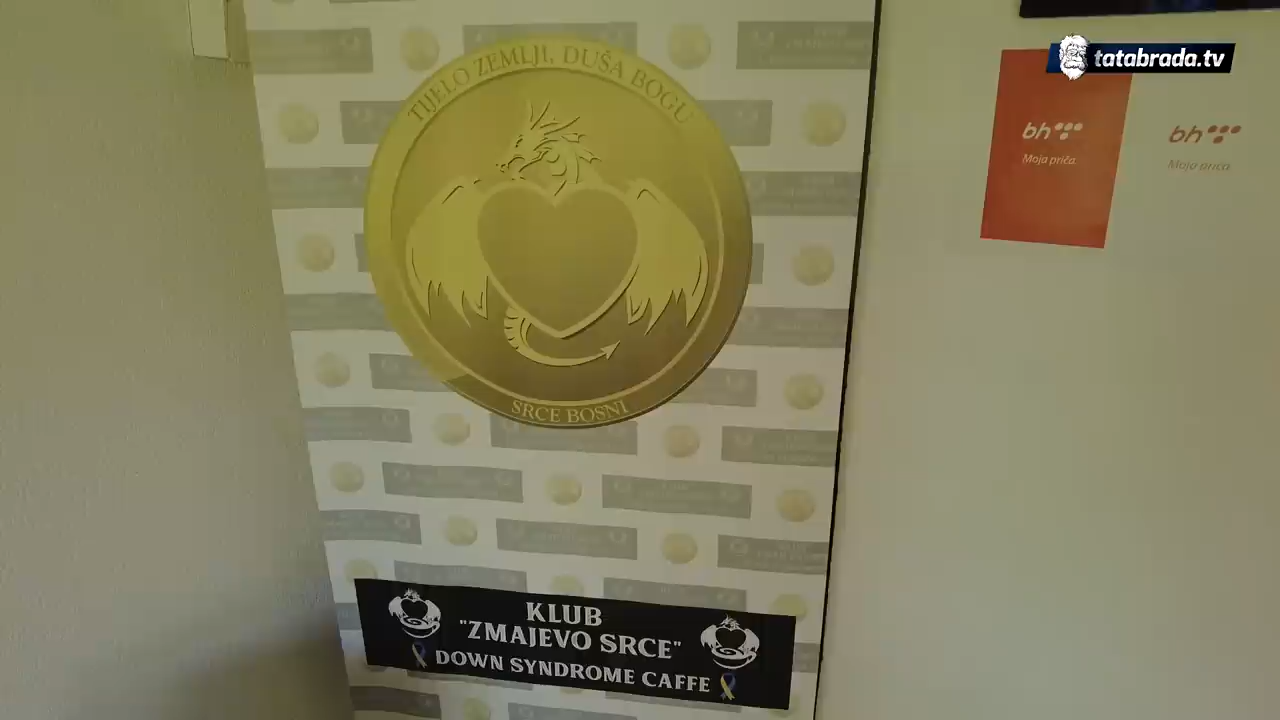 tatabrada.tv
TIJELO ZEMLJI, DUŠA BOGU
SRCE BOSNI
bh
Moja priča
bh
Moja priča
KLUB
"ZMAJEVO SRCE"
DOWN SYNDROME CAFFE